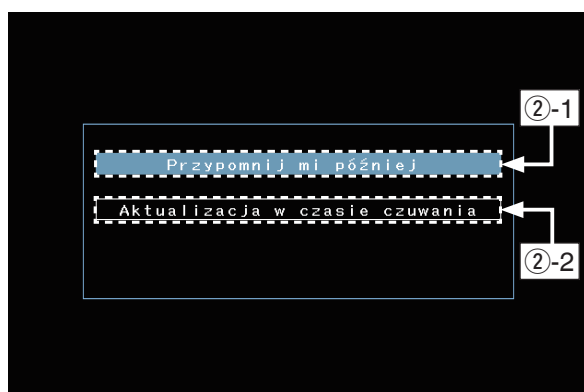 ②-1
Przypomnij mi później
Aktualizacja w czasie czuwania
②-2